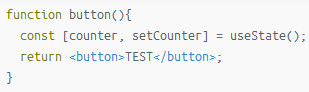 function button(){
  const [counter, setCounter] = useState();
  return <button>TEST</button>;
}